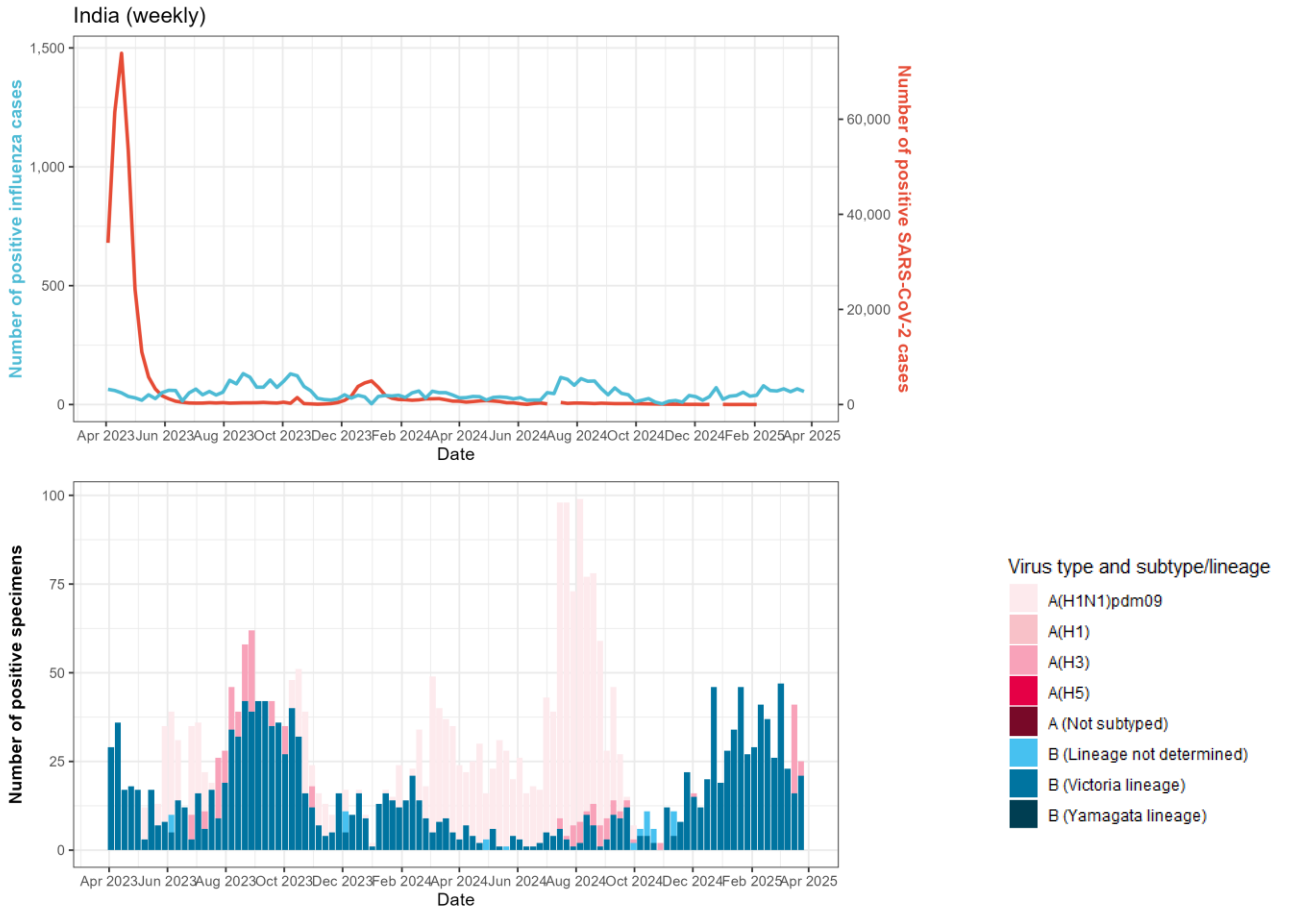 India (weekly)
Number of positive influenza cases
1,500
1,000
500
0
60,000
40,000
20,000
0
Number of positive SARS-CoV-2 cases
Apr 2023 Jun 2023 Aug 2023 Oct 2023 Dec 2023 Feb 2024 Apr 2024 Jun 2024 Aug 2024 Oct 2024 Dec 2024 Feb 2025 Apr 2025
Date
Number of positive specimens
100
75
50
25
0
Apr 2023 Jun 2023 Aug 2023 Oct 2023 Dec 2023 Feb 2024 Apr 2024 Jun 2024 Aug 2024 Oct 2024 Dec 2024 Feb 2025 Apr 2025
Date
Virus type and subtype/lineage
A(H1N1)pdm09
A(H1)
A(H3)
A(H5)
A (Not subtyped)
B (Lineage not determined)
B (Victoria lineage)
B (Yamagata lineage)